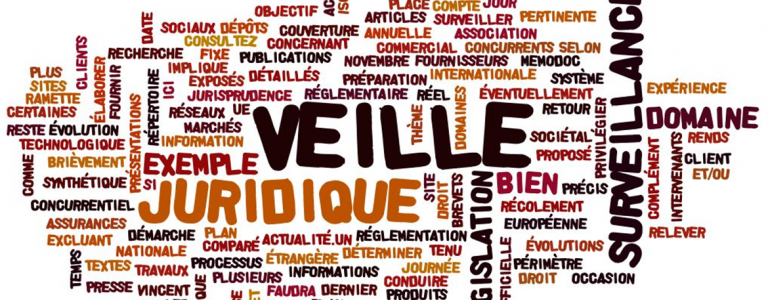 OBJECTIF
PLACE
COMPTE
JOUR
SOCIAUX
DÉPÔTS
COUVERTURE
ARTICLES
SURVEILLER
PERTINENTE
DATE
CONSULTEZ
CONCERNANT
ANNUELLE
ASSOCIATION
RECHERCHE
FIXE
PUBLICATIONS
COMMERCIAL
CONCURRENTS
SELON
CLIENTS
IMPLIQUE
NOVEMBRE
FOURNISSEURS
MEMODOC
PLUS
SITES
ÉLABORER
FOURNIR
ICI
EXPOSÉS
DÉTAILLÉS
PRÉPARATION
INTERNATIONALE
SYSTÈME
EXPÉRIENCE
RAMETTE
CERTAINES
RÉPERTOIRE
JURISPRUDENCE
RÉGLEMENTAIRE
RÉEL
ÉVENTUELLEMENT
RÉSEAUX
UE
VEILLE
THÈME
DOMAINES
RETOUR
PRIVILÉGIER
SURVEILLANCE
DOMAINE
RESTE
ÉVOLUTION
MARCHÉS
TECHNOLOGIQUE
PRÉSENTATIONS
INFORMATION
SOCIÉTAL
RENDS
COMME
BRIÈVEMENT
EXEMPLE
PROPOSÉ
COMPLÉMENT
INTERVENANTS
CLIENT
ET/OU
SYNTHÉTIQUE
SI
JURIDIQUE
SITE
DROIT
BREVETS
BIEN
PRÉCIS
CONCURRENTIEL
GISLATION
RÉCOLEMENT
ASSURANCES
EUROPÉENNE
EXCLUANT
DÉMARCHE
PLAN
ACTUALITÉ.UN
RÉGLEMENTATION
RELEVER
NATIONALE
COMPARÉ
ÉTRANGÈRE
DÉTERMINER
TENU
ÉVOLUTIONS
TEMPS
TEXTES
TRAVAUX
PROCESSUS
INFORMATIONS
JOURNÉE
FICIELLE
PÉRIMÈTRE
PLUSIEURS
CONDUIRE
DROIT
OCCASION
PRESSE
VINCENT
QUE
ET
FAUDRA
DERNIER
PRODUITS